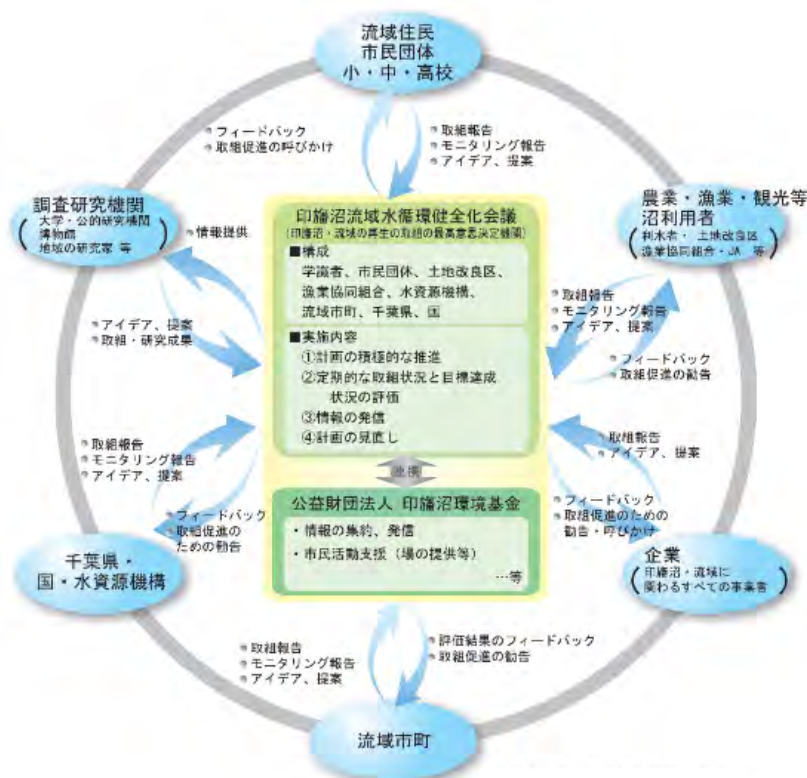 流域住民
市民団体
小・中・高校
フィードバック
取組促進の呼びかけ
取組報告
モニタリング報告
アイデア、提案
調査研究機関
(大学・公的研究機関
博物館
地域の研究家 等)
情報提供
アイデア、提案
取組・研究成果
農業・漁業・観光等
沼利用者
(利水者・土地改良区
漁業協同組合・JA 等)
取組報告
モニタリング報告
アイデア、提案
フィードバック
取組促進の勧告
印旛沼流域水循環健全化会議
(印旛沼・流域の再生の取組の最高意思決定機関)
■構成
学識者、市民団体、土地改良区、
漁業協同組合、水資源機構、
流域市町、千葉県、国
■実施内容
①計画の積極的な推進
②定期的な取組状況と目標達成
状況の評価
③情報の発信
④計画の見直し
連携
公益財団法人 印旛沼環境基金
・情報の集約、発信
・市民活動支援（場の提供等）
…等
取組報告
モニタリング報告
アイデア、提案
フィードバック
取組促進の
ための勧告
千葉県・
国・水資源機構
取組報告
アイデア、提案
フィードバック
取組促進のための
勧告・呼びかけ
企業
(印旛沼・流域に
関わるすべての事業者)
取組報告
モニタリング報告
アイデア、提案
評価結果のフィードバック
取組促進の勧告
流域市町